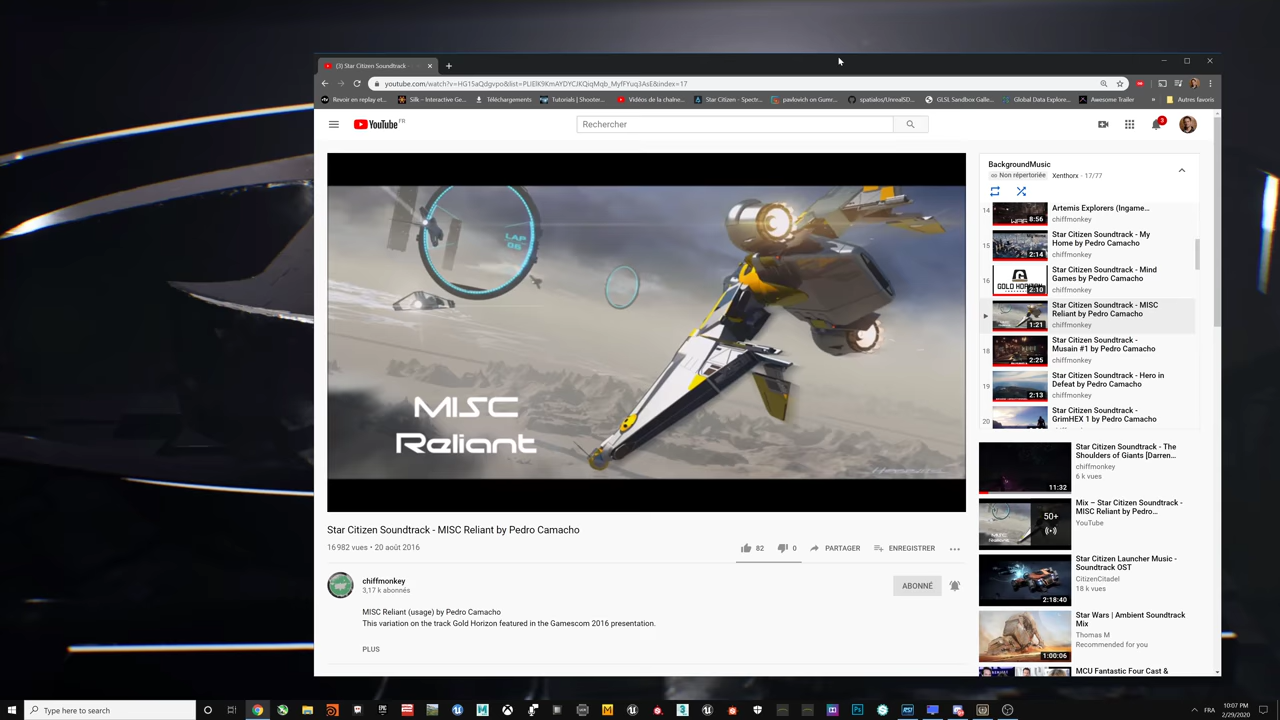 (3) Star Citizen Soundtrack
youtube.com/watch?v=HG15aQdgvpo&list=PLIElK9KmAYDYCJKQiqMqb_MyfFYuq3AsE&index=17
Revoir en replay et...
Silk – Interactive Ge...
Téléchargements
Tutorials | Shooter...
Vidéos de la chaîne...
Star Citizen - Spectr...
pavlovich on Gumr...
spatialos/UnrealSD...
GLSL Sandbox Galle...
Global Data Explore...
Awesome Trailer
»
Autres favoris
YouTube FR
Rechercher
3
LAP
06
MISC
Reliant
Star Citizen Soundtrack - MISC Reliant by Pedro Camacho
16 982 vues • 20 août 2016
82
0
PARTAGER
ENREGISTRER
chiffmonkey
3,17 k abonnés
ABONNÉ
MISC Reliant (usage) by Pedro Camacho
This variation on the track Gold Horizon featured in the Gamescom 2016 presentation.
PLUS
BackgroundMusic
Non répertoriée
Xenthorx - 17/77
14
8:56
Artemis Explorers (Ingame...
chiffmonkey
15
2:14
Star Citizen Soundtrack - My
Home by Pedro Camacho
chiffmonkey
16
GOLD HORIZON
2:10
Star Citizen Soundtrack - Mind
Games by Pedro Camacho
chiffmonkey
1:21
Star Citizen Soundtrack - MISC
Reliant by Pedro Camacho
chiffmonkey
18
2:25
Star Citizen Soundtrack -
Musain #1 by Pedro Camacho
chiffmonkey
19
2:13
Star Citizen Soundtrack - Hero in
Defeat by Pedro Camacho
chiffmonkey
20
Star Citizen Soundtrack -
GrimHEX 1 by Pedro Camacho
11:32
Star Citizen Soundtrack - The
Shoulders of Giants [Darren...
chiffmonkey
6 k vues
50+
Mix – Star Citizen Soundtrack -
MISC Reliant by Pedro...
YouTube
2:18:40
Star Citizen Launcher Music -
Soundtrack OST
CitizenCitadel
18 k vues
1:00:06
Star Wars | Ambient Soundtrack
Mix
Thomas M
Recommended for you
MCU Fantastic Four Cast &
Type here to search
FR
10:07 PM
2/29/2020